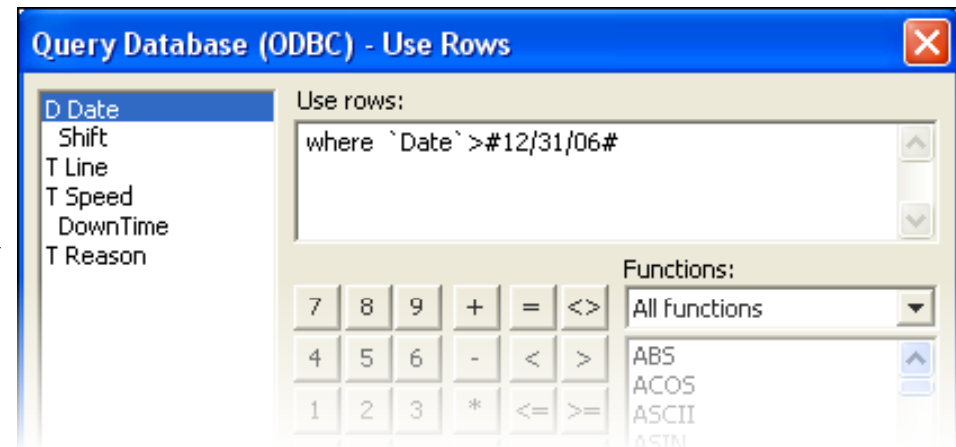 Query Database (ODBC) - Use Rows
D Date
Shift
T Line
T Speed
DownTime
T Reason
Use rows:
where `Date`>#12/31/06#
Functions:
All functions
7 8 9 + = <>
4 5 6 - < >
1 2 3 * <= >=
ABS
ACOS
ASCII
ASIN